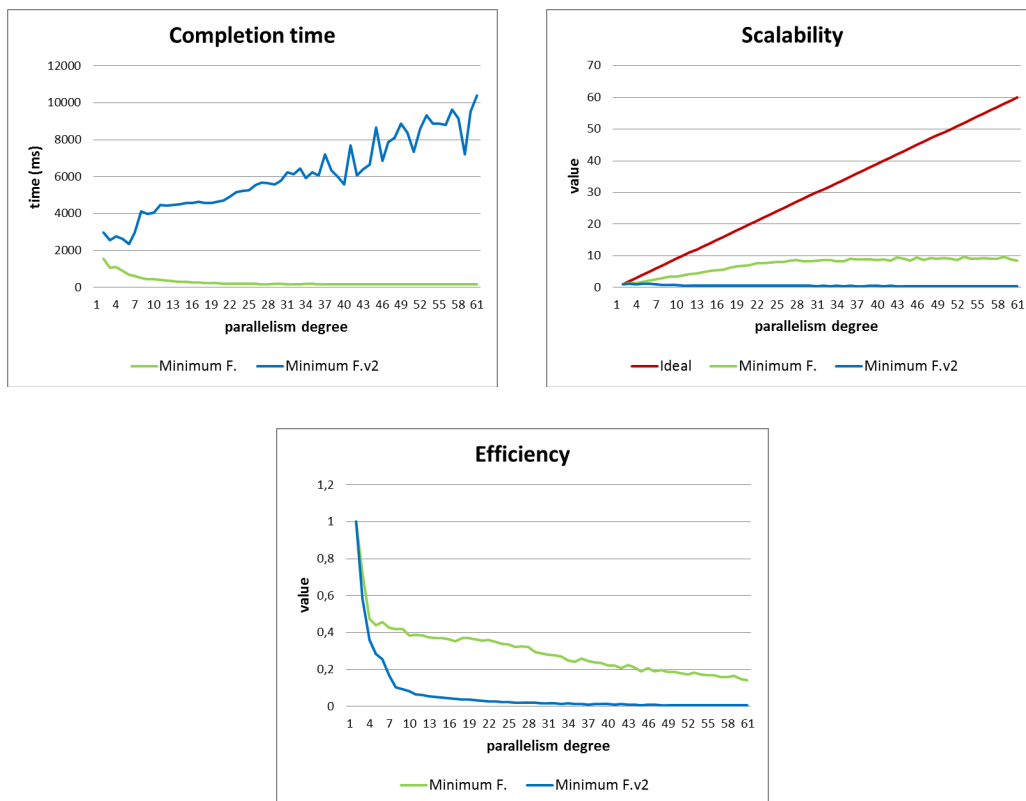 Completion time
12000
10000
8000
6000
4000
2000
0
time (ms)
1 4 7 10 13 16 19 22 25 28 31 34 37 40 43 46 49 52 55 58 61
parallelism degree
Minimum F. Minimum F.v2
Scalability
70
60
50
40
30
20
10
0
value
1 4 7 10 13 16 19 22 25 28 31 34 37 40 43 46 49 52 55 58 61
parallelism degree
Ideal Minimum F. Minimum F.v2
Efficiency
1,2
1
0,8
0,6
0,4
0,2
0
value
1 4 7 10 13 16 19 22 25 28 31 34 37 40 43 46 49 52 55 58 61
parallelism degree
Minimum F. Minimum F.v2